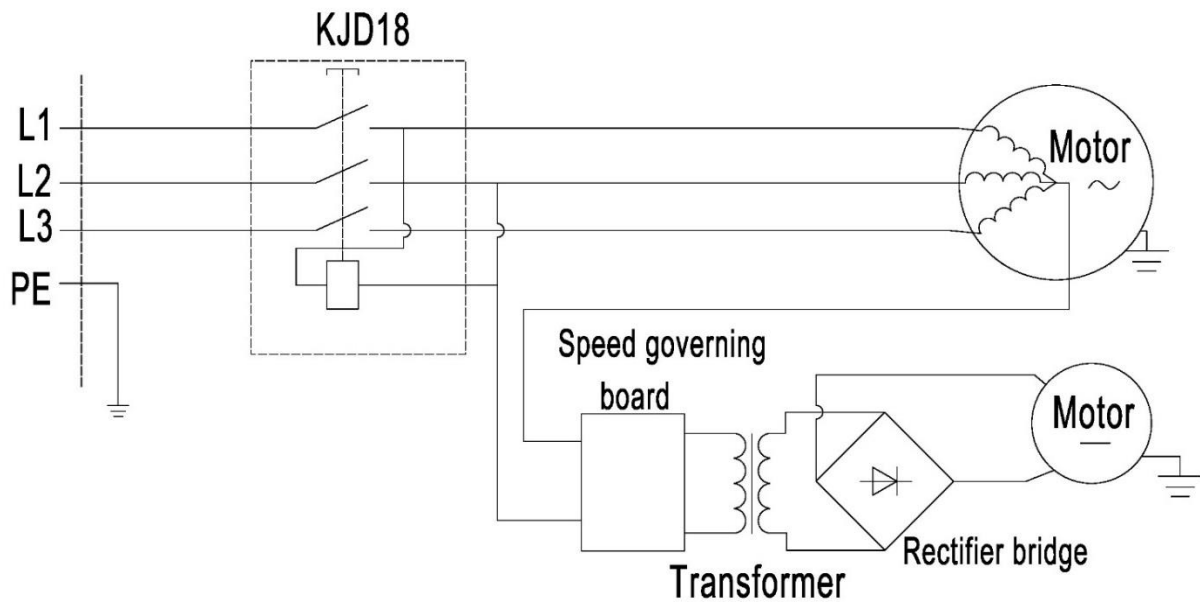 KJD18
L1
L2
L3
PE
Motor
~
Speed governing
board
Motor
Rectifier bridge
Transformer